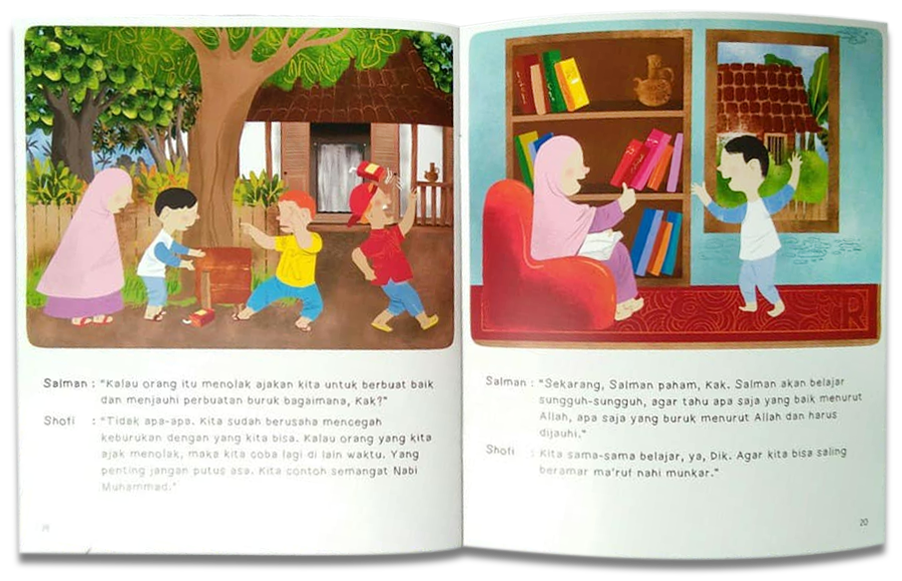 Salman : "Kalau orang itu menolak ajakan kita untuk berbuat baik
dan menjauhi perbuatan buruk bagaimana, Kak?"
Shofi : "Tidak apa-apa. Kita sudah berusaha mencegah
keburukan dengan yang kita bisa. Kalau orang yang kita
ajak menolak, maka kita coba lagi di lain waktu. Yang
penting jangan putus asa. Kita contoh semangat Nabi
Muhammad."
Salman : "Sekarang, Salman paham, Kak. Salman akan belajar
sungguh-sungguh, agar tahu apa saja yang baik menurut
Allah, apa saja yang buruk menurut Allah dan harus
dijauhi."
Shofi : Kita sama-sama belajar, ya, Dik. Agar kita bisa saling
beramar ma'ruf nahi munkar."
20